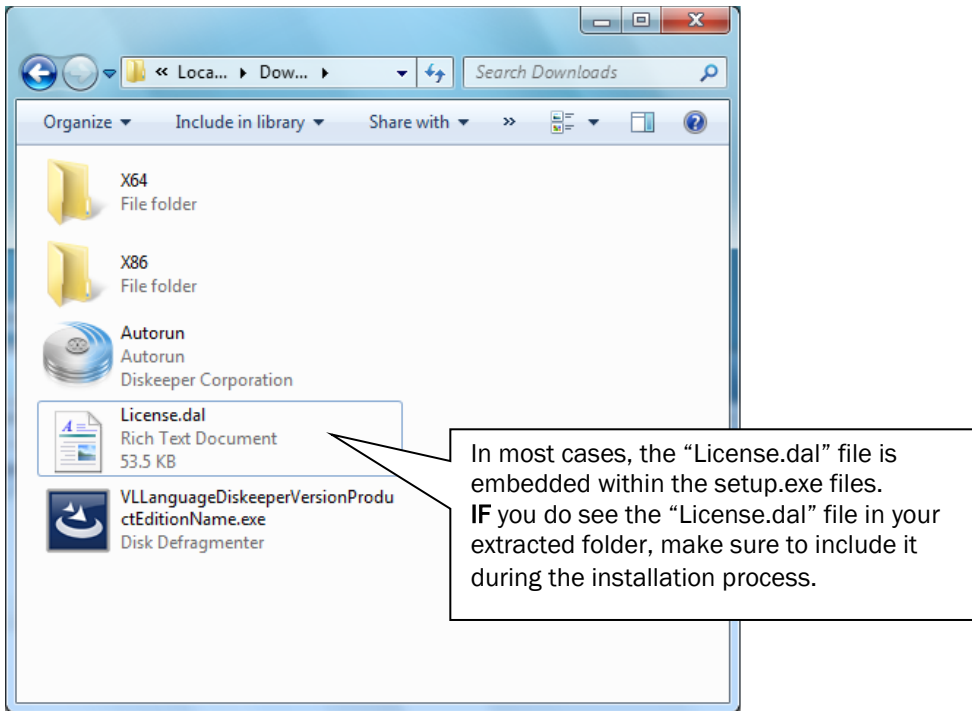 « Loca... ▸ Dow... ▸
Search Downloads
Organize ▾ Include in library ▾ Share with ▾ »
X64
File folder
X86
File folder
Autorun
Autorun
Diskeeper Corporation
License.dal
Rich Text Document
53.5 KB
VLLanguageDiskeeperVersionProdu
ctEditionName.exe
Disk Defragmenter
In most cases, the “License.dal” file is
embedded within the setup.exe files.
IF you do see the “License.dal” file in your
extracted folder, make sure to include it
during the installation process.